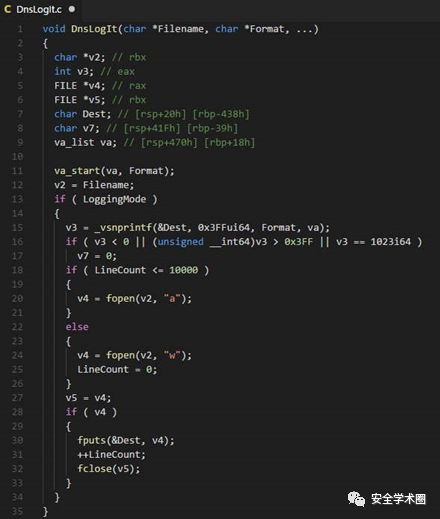 C DnsLogIt.c ●
1 void DnsLogIt(char *Filename, char *Format, ...)
2 {
3 char *v2; // rbx
4 int v3; // eax
5 FILE *v4; // rax
6 FILE *v5; // rbx
7 char Dest; // [rsp+20h] [rbp-438h]
8 char v7; // [rsp+41Fh] [rbp-39h]
9 va_list va; // [rsp+470h] [rbp+18h]
10
11 va_start(va, Format);
12 v2 = Filename;
13 if ( LoggingMode )
14 {
15 v3 = _vsnprintf(&Dest, 0x3FFui64, Format, va);
16 if ( v3 < 0 || (unsigned __int64)v3 > 0x3FF || v3 == 1023i64 )
17 v7 = 0;
18 if ( LineCount <= 10000 )
19 {
20 v4 = fopen(v2, "a");
21 }
22 else
23 {
24 v4 = fopen(v2, "w");
25 LineCount = 0;
26 }
27 v5 = v4;
28 if ( v4 )
29 {
30 fputs(&Dest, v4);
31 ++LineCount;
32 fclose(v5);
33 }
34 }
35 }
安全学术圈